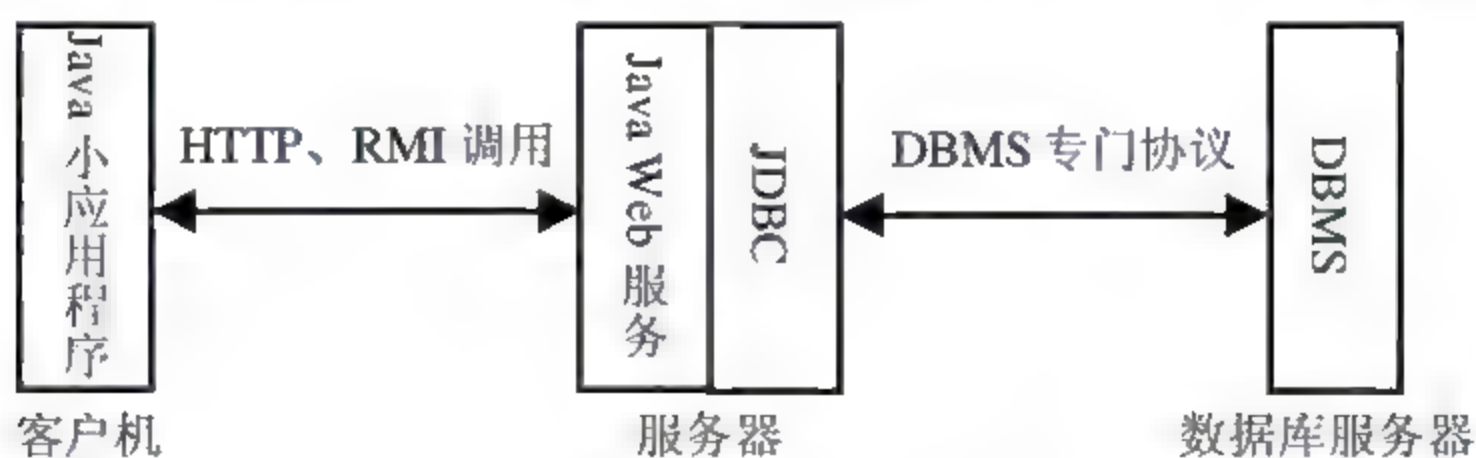 Java 小应用程序
HTTP、RMI 调用
Java Web 服务
JDBC
DBMS 专门协议
DBMS
客户机
服务器
数据库服务器